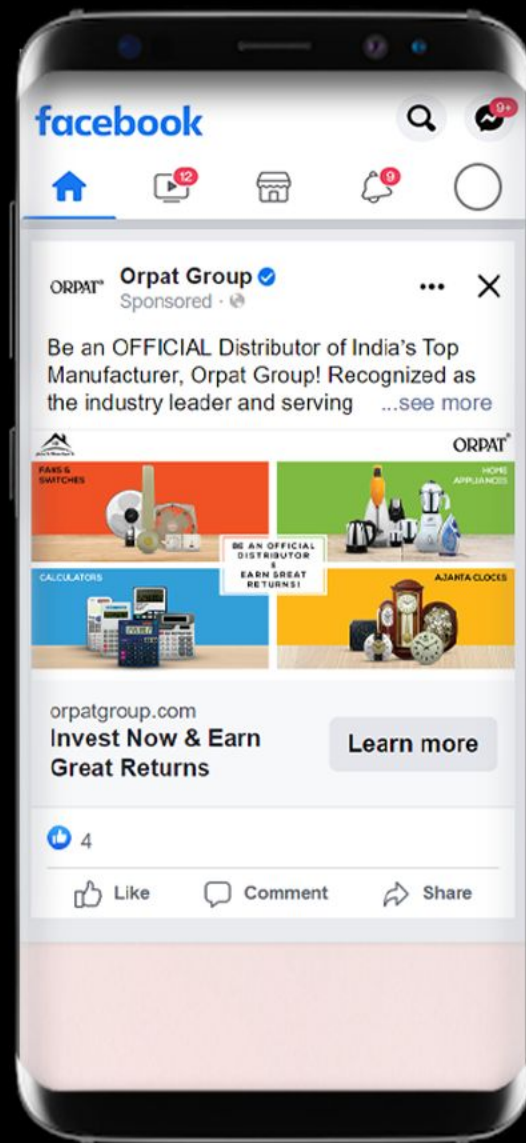 facebook
9+
12
9
ORPAT®
Orpat Group
Sponsored ·
Be an OFFICIAL Distributor of India's Top
Manufacturer, Orpat Group! Recognized as
the industry leader and serving ...see more
ORPAT®
FANS &
SWITCHES
HOME
APPLIANCES
BE AN OFFICIAL
DISTRIBUTOR
&
EARN GREAT
RETURNS!
CALCULATORS
AJANTA CLOCKS
orpatgroup.com
Invest Now & Earn
Great Returns
Learn more
4
Like
Comment
Share